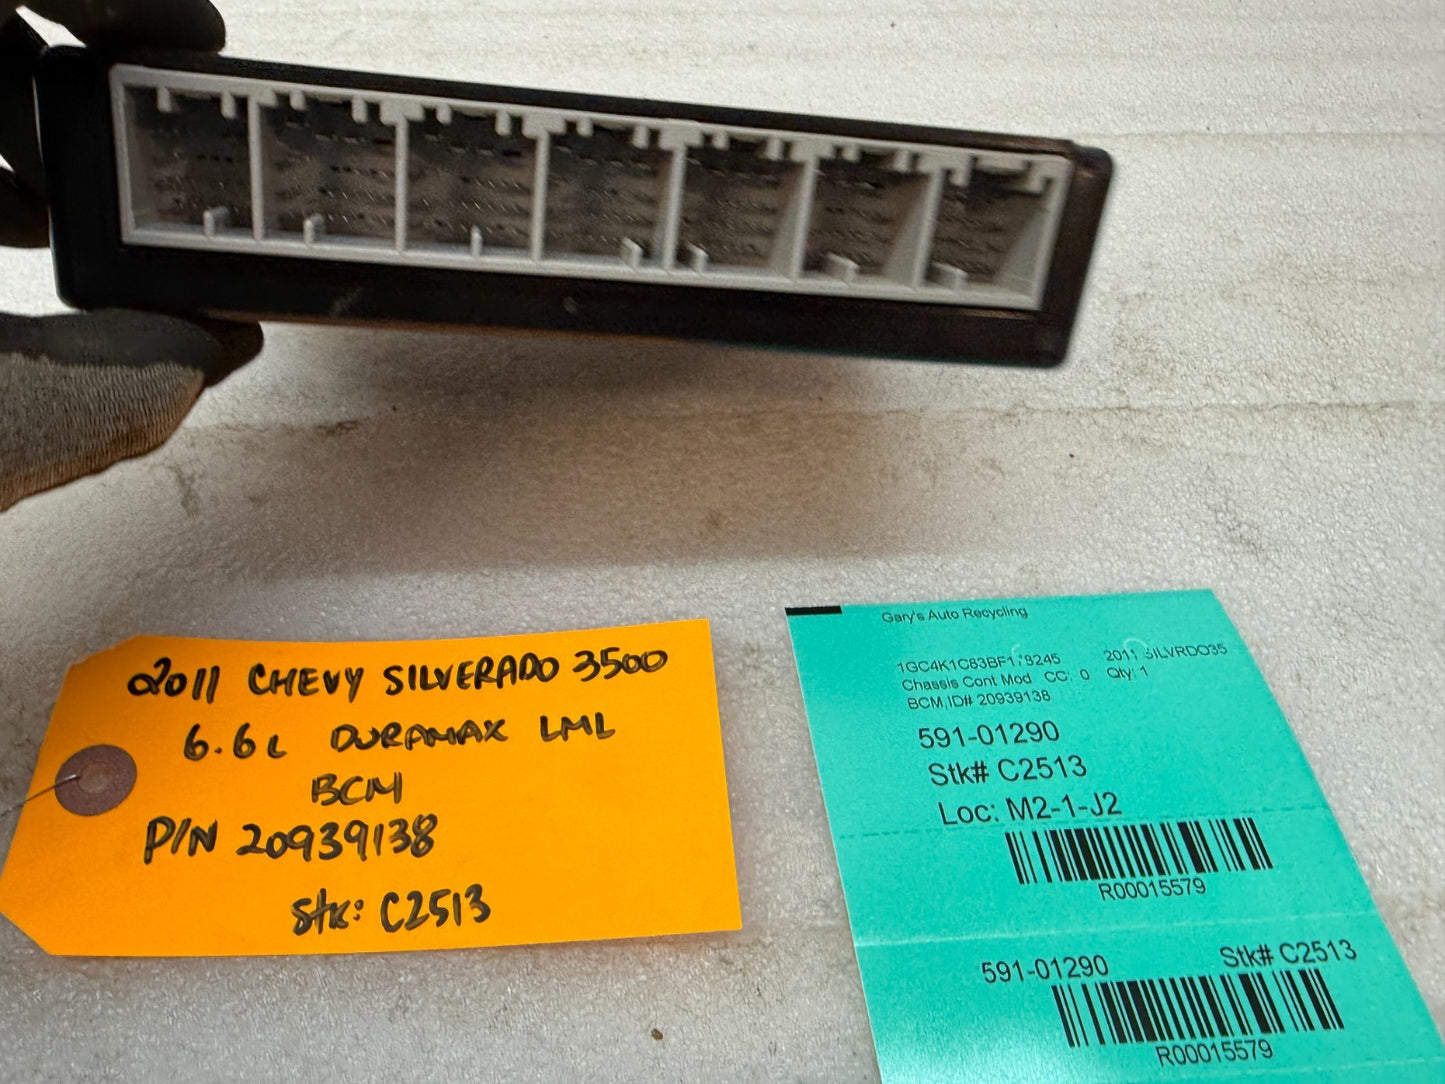 2011 CHEVY SILVERADO 3500
6.6L DURAMAX LML
BCM
P/N 20939138
Stk: C2513
Gary's Auto Recycling
2011 SILVRDO35
Chassis Cont Mod CC: 0 Qty: 1
BCM,ID# 20939138
591-01290
Stk# C2513
Loc: M2-1-J2
R00015579
591-01290 Stk# C2513
R00015579